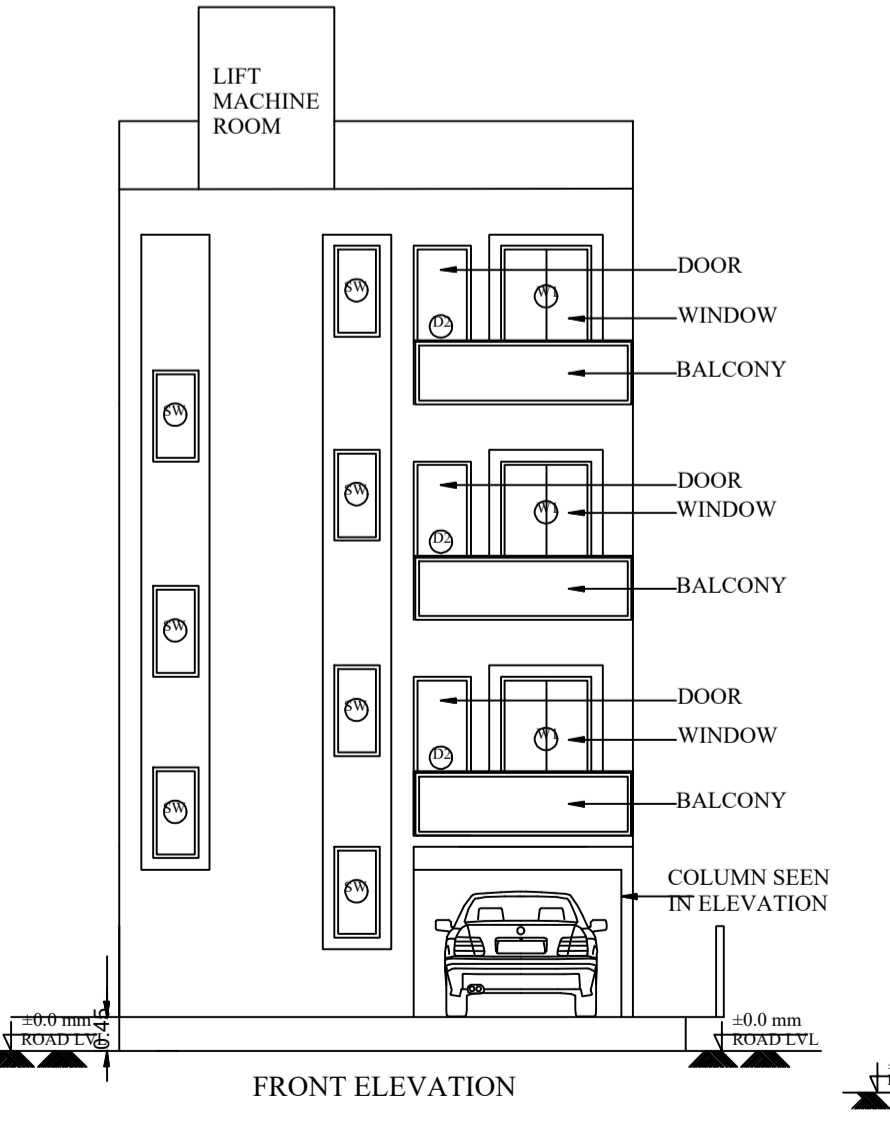 LIFT
MACHINE
ROOM
SW
DOOR
W1
D2
WINDOW
BALCONY
SW
SW
DOOR
W1
D2
WINDOW
BALCONY
SW
SW
DOOR
W1
D2
WINDOW
BALCONY
SW
SW
COLUMN SEEN
IN ELEVATION
0.45
±0.0 mm
ROAD LVL
±0.0 mm
ROAD LVL
FRONT ELEVATION